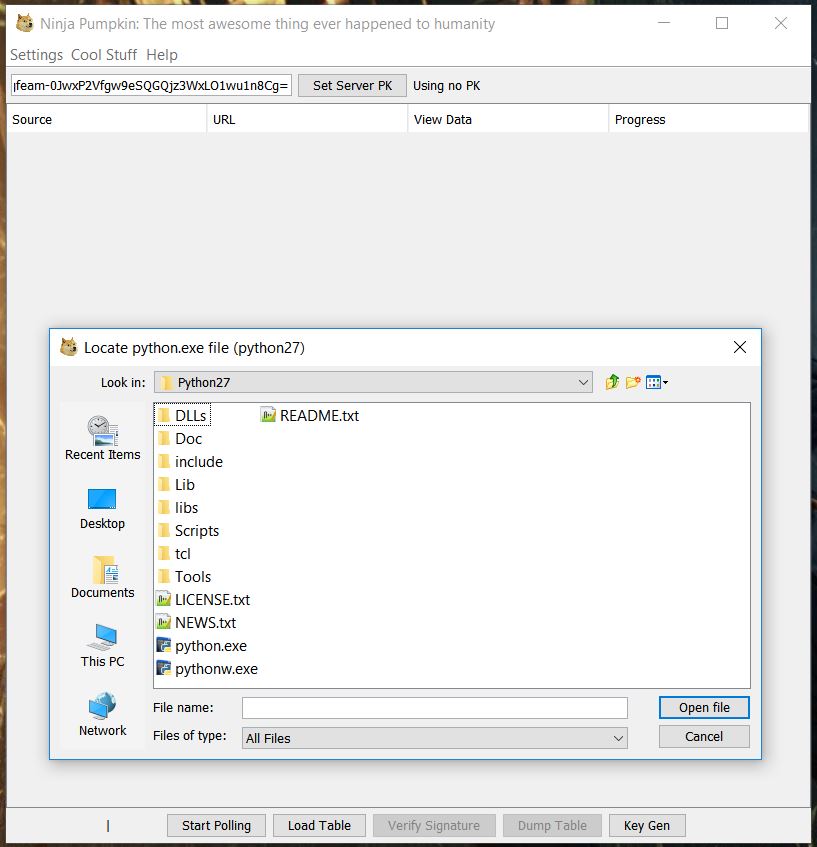 Ninja Pumpkin: The most awesome thing ever happened to humanity
Settings Cool Stuff Help
jfeam-0JwxP2Vfgw9eSQGQjz3WxLO1wu1n8Cg= Set Server PK Using no PK
Source URL View Data Progress
Locate python.exe file (python27)
Look in: Python27
Recent Items
Desktop
Documents
This PC
Network
DLLs
Doc
include
Lib
libs
Scripts
tcl
Tools
LICENSE.txt
NEWS.txt
python.exe
pythonw.exe
README.txt
File name: Open file
Files of type: All Files Cancel
Start Polling Load Table Verify Signature Dump Table Key Gen